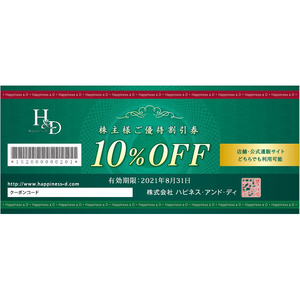 Happiness & D
H&D
株主様ご優待割引券
10%OFF
店舗・公式通販サイト
どちらでも利用可能
*1520000000201*
有効期限:2021年8月31日
http://www.happiness-d.com
クーポンコード
株式会社 ハピネス・アンド・ディ